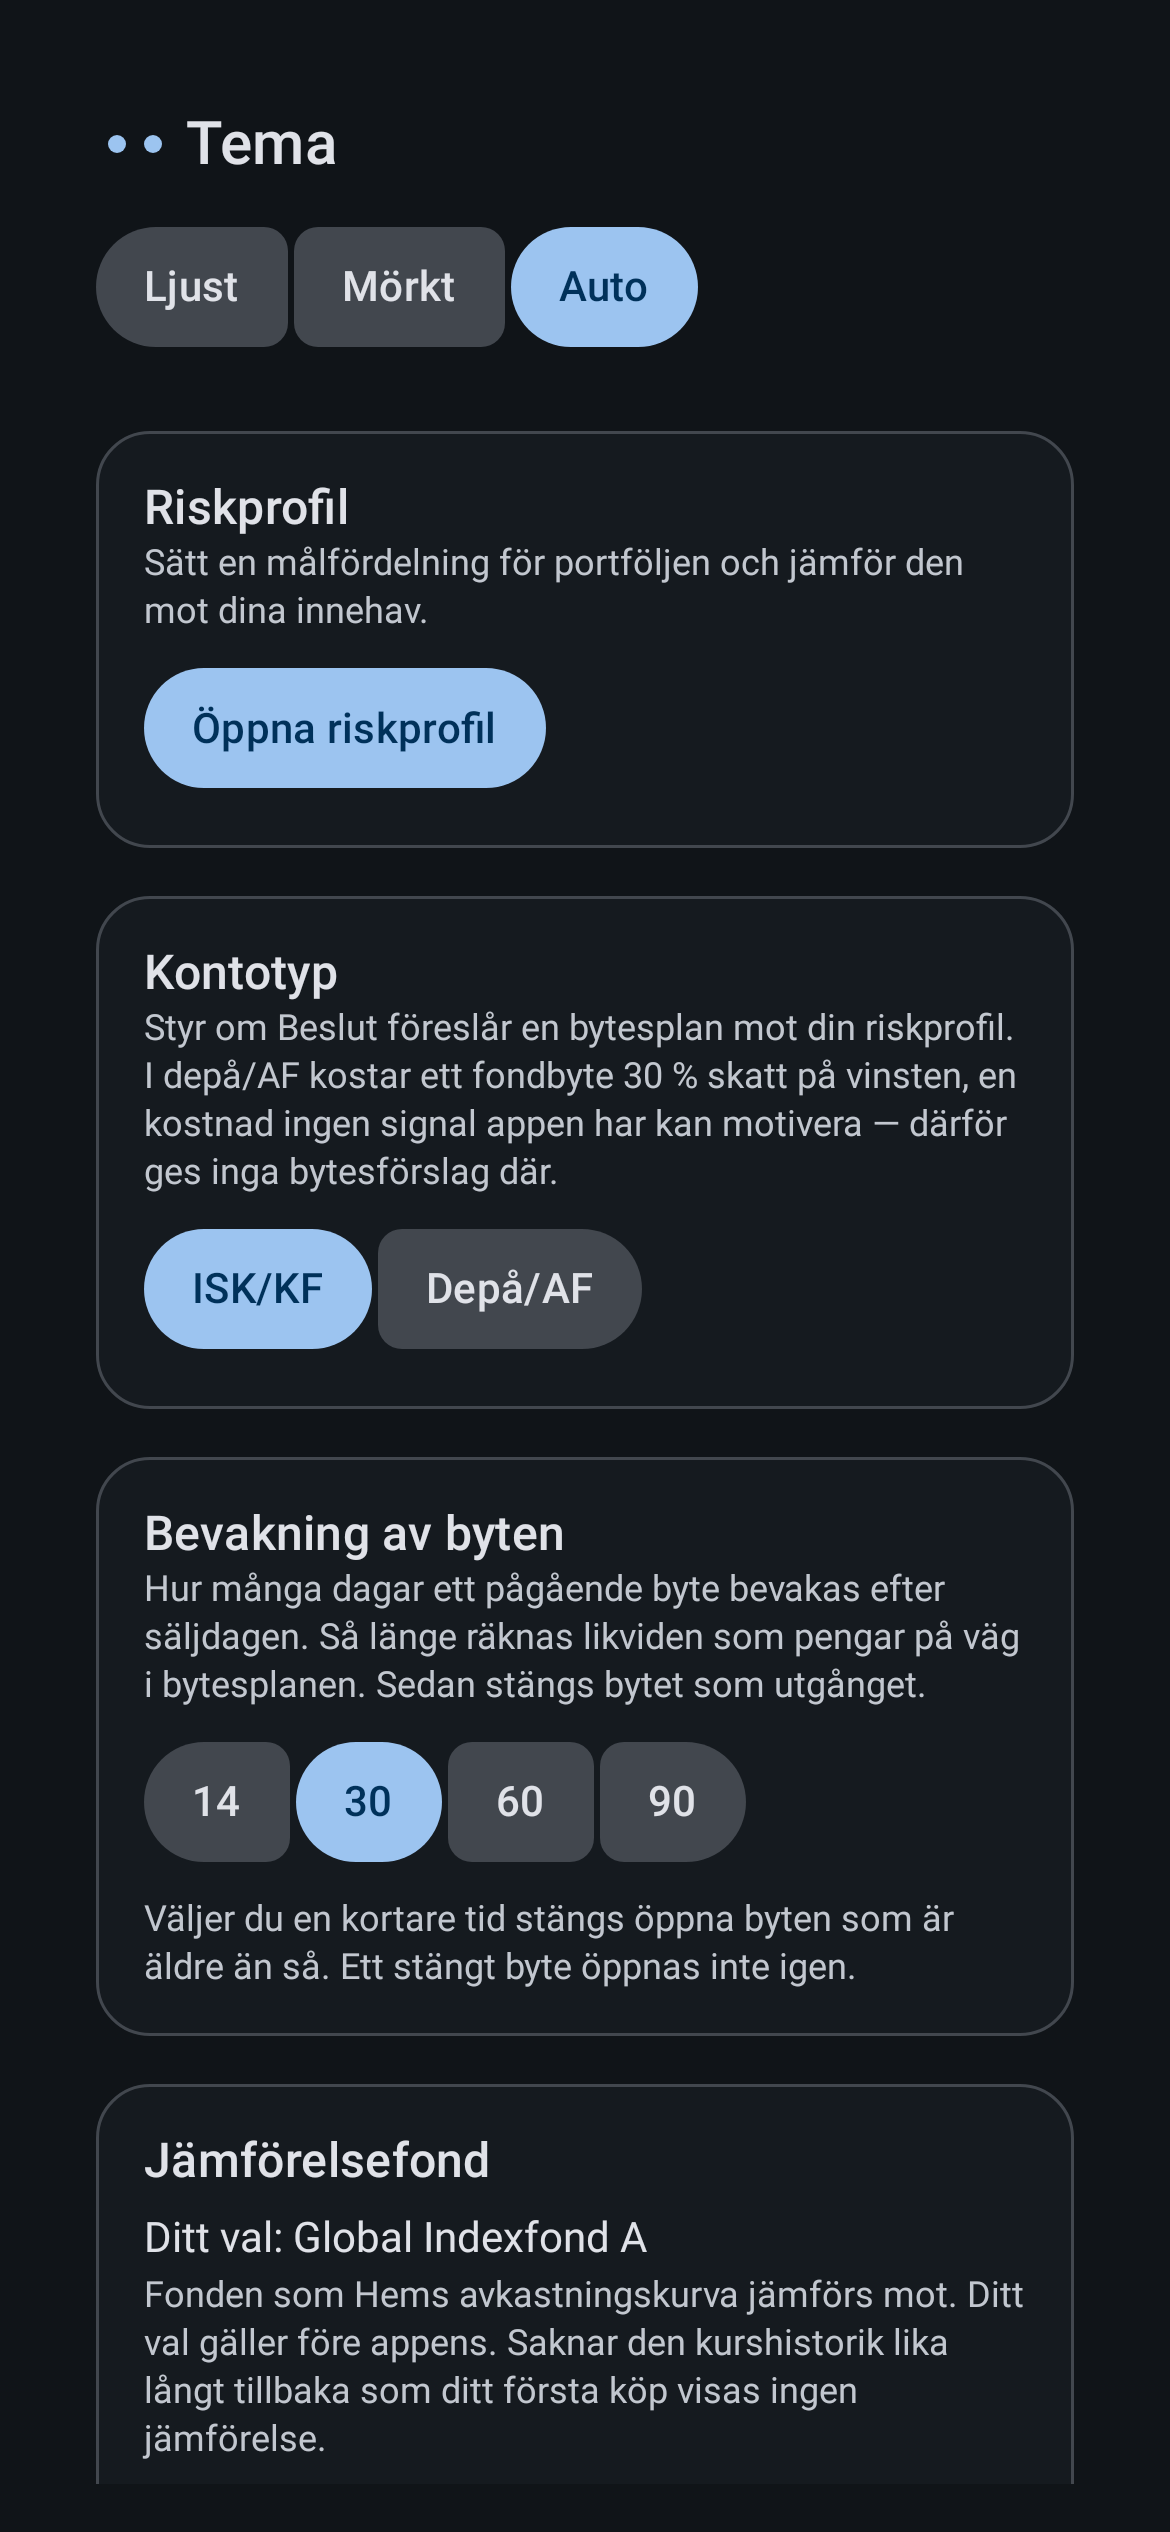 Tema
Ljust
Mörkt
Auto
Riskprofil
Sätt en målfördelning för portföljen och jämför den
mot dina innehav.
Öppna riskprofil
Kontotyp
Styr om Beslut föreslår en bytesplan mot din riskprofil.
I depå/AF kostar ett fondbyte 30 % skatt på vinsten, en
kostnad ingen signal appen har kan motivera — därför
ges inga bytesförslag där.
ISK/KF
Depå/AF
Bevakning av byten
Hur många dagar ett pågående byte bevakas efter
säljdagen. Så länge räknas likviden som pengar på väg
i bytesplanen. Sedan stängs bytet som utgånget.
14
30
60
90
Väljer du en kortare tid stängs öppna byten som är
äldre än så. Ett stängt byte öppnas inte igen.
Jämförelsefond
Ditt val: Global Indexfond A
Fonden som Hems avkastningskurva jämförs mot. Ditt
val gäller före appens. Saknar den kurshistorik lika
långt tillbaka som ditt första köp visas ingen
jämförelse.